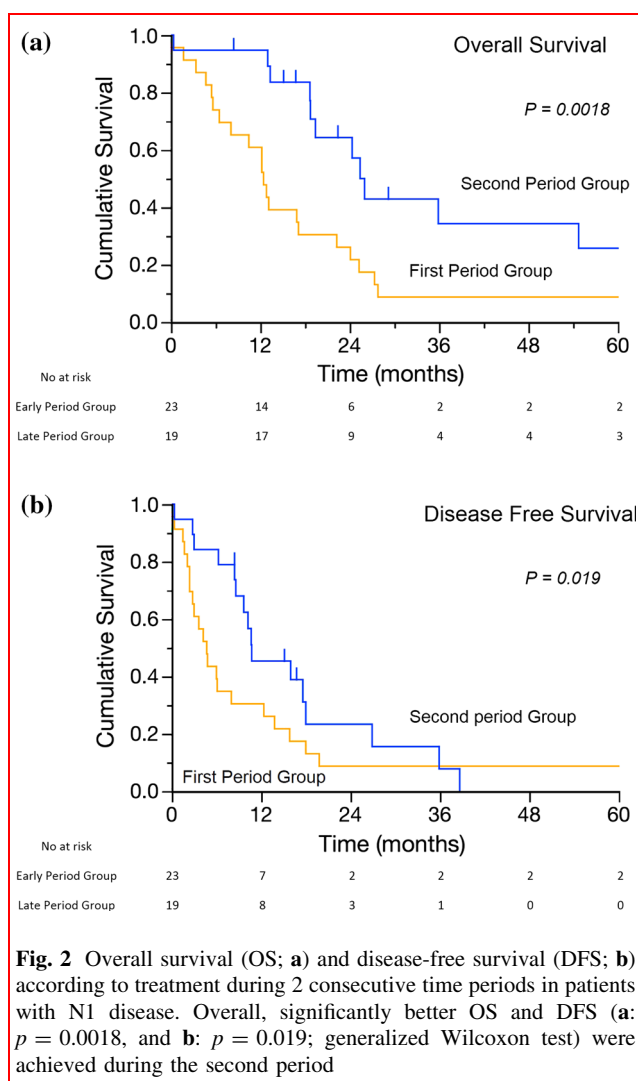 (a)
Overall Survival
P = 0.0018
Second Period Group
First Period Group
Cumulative Survival
1.0
0.8
0.6
0.4
0.2
0.0
0 12 24 36 48 60
Time (months)
No at risk
Early Period Group 23 14 6 2 2 2
Late Period Group 19 17 9 4 4 3
(b)
Disease Free Survival
P = 0.019
Second period Group
First Period Group
Cumulative Survival
1.0
0.8
0.6
0.4
0.2
0.0
0 12 24 36 48 60
Time (months)
No at risk
Early Period Group 23 7 2 2 2 2
Late Period Group 19 8 3 1 0 0
Fig. 2 Overall survival (OS; a) and disease-free survival (DFS; b)
according to treatment during 2 consecutive time periods in patients
with N1 disease. Overall, significantly better OS and DFS (a:
p = 0.0018, and b: p = 0.019; generalized Wilcoxon test) were
achieved during the second period